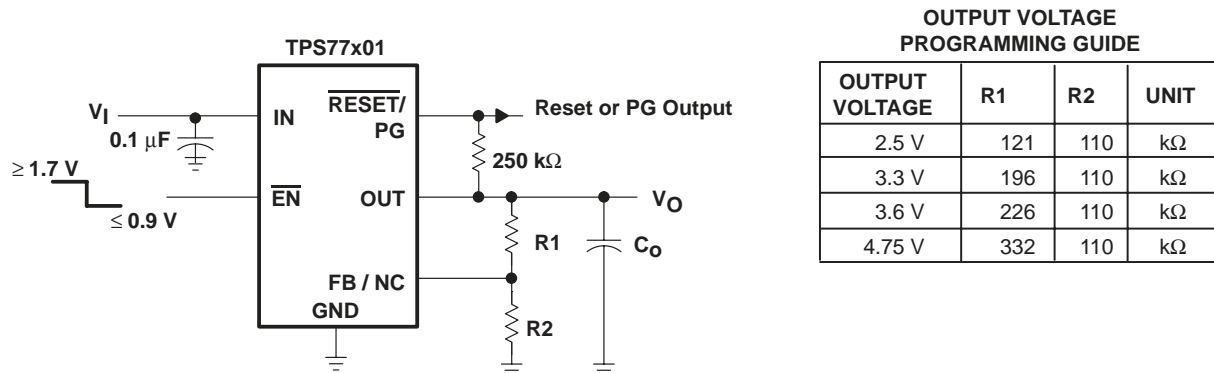 TPS77x01
V_I
0.1 μF
IN
RESET/
PG
Reset or PG Output
250 kΩ
≥ 1.7 V
≤ 0.9 V
EN
OUT
V_O
R1
C_o
FB / NC
GND
R2
OUTPUT VOLTAGE
PROGRAMMING GUIDE
OUTPUT
VOLTAGE
R1
R2
UNIT
2.5 V 121 110 kΩ
3.3 V 196 110 kΩ
3.6 V 226 110 kΩ
4.75 V 332 110 kΩ